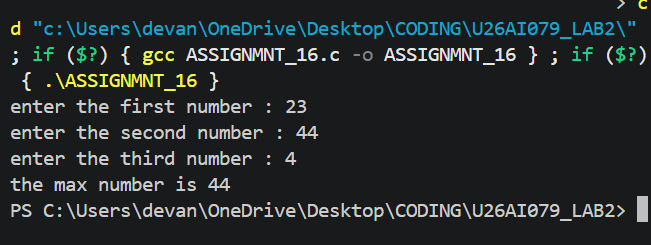 > c
d "c:\Users\devan\OneDrive\Desktop\CODING\U26AI079_LAB2\"
; if ($?) { gcc ASSIGNMNT_16.c -o ASSIGNMNT_16 } ; if ($?)
{ .\ASSIGNMNT_16 }
enter the first number : 23
enter the second number : 44
enter the third number : 4
the max number is 44
PS C:\Users\devan\OneDrive\Desktop\CODING\U26AI079_LAB2>